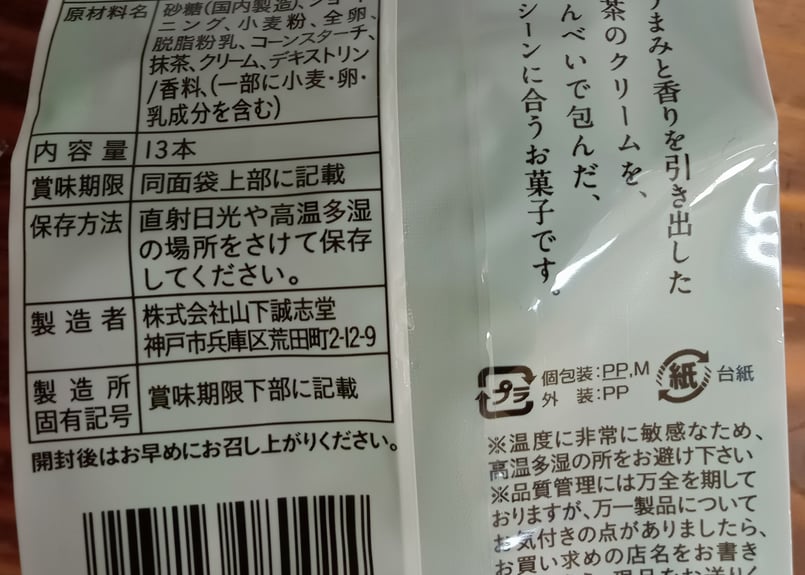 原材料名
砂糖(国内製造)、ショートニング、小麦粉、全卵、
脱脂粉乳、コーンスターチ、
抹茶、クリーム、デキストリン
/香料、(一部に小麦・卵・
乳成分を含む)
内容量
13本
賞味期限
同面袋上部に記載
保存方法
直射日光や高温多湿
の場所をさけて保存
してください。
製造者
株式会社山下誠志堂
神戸市兵庫区荒田町2-12-9
製造所
固有記号
賞味期限下部に記載
開封後はお早めにお召し上がりください。
うまみと香りを引き出した
茶のクリームを、
んべいで包んだ、
シーンに合うお菓子です。
プラ
個包装:PP,M
外 装:PP
紙
台紙
※温度に非常に敏感なため、
高温多湿の所をお避け下さい
※品質管理には万全を期して
おりますが、万一製品について
お気付きの点がありましたら、
お買い求めの店名をお書き